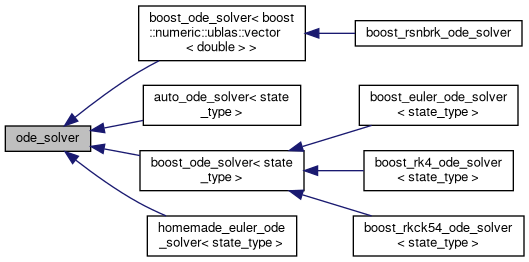 boost_ode_solver< boost
::numeric::ublas::vector
< double > >
boost_rsnbrk_ode_solver
auto_ode_solver< state
_type >
boost_euler_ode_solver
< state_type >
ode_solver
boost_ode_solver< state
_type >
boost_rk4_ode_solver
< state_type >
homemade_euler_ode
_solver< state_type >
boost_rkck54_ode_solver
< state_type >